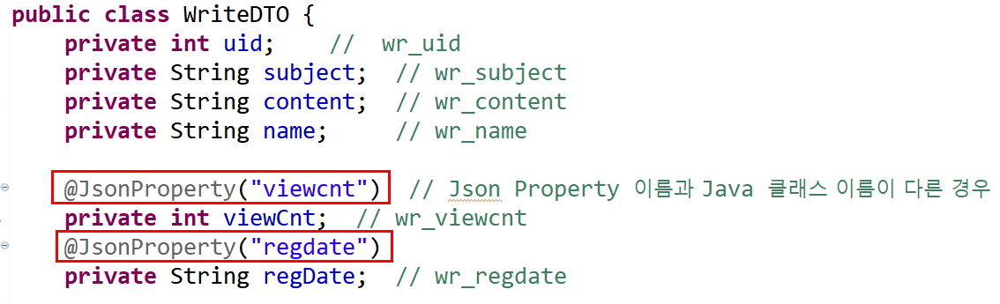 public class WriteDTO {
private int uid; // wr_uid
private String subject; // wr_subject
private String content; // wr_content
private String name; // wr_name
@JsonProperty("viewcnt") // Json Property 이름과 Java 클래스 이름이 다른 경우
private int viewCnt; // wr_viewcnt
@JsonProperty("regdate")
private String regDate; // wr_regdate